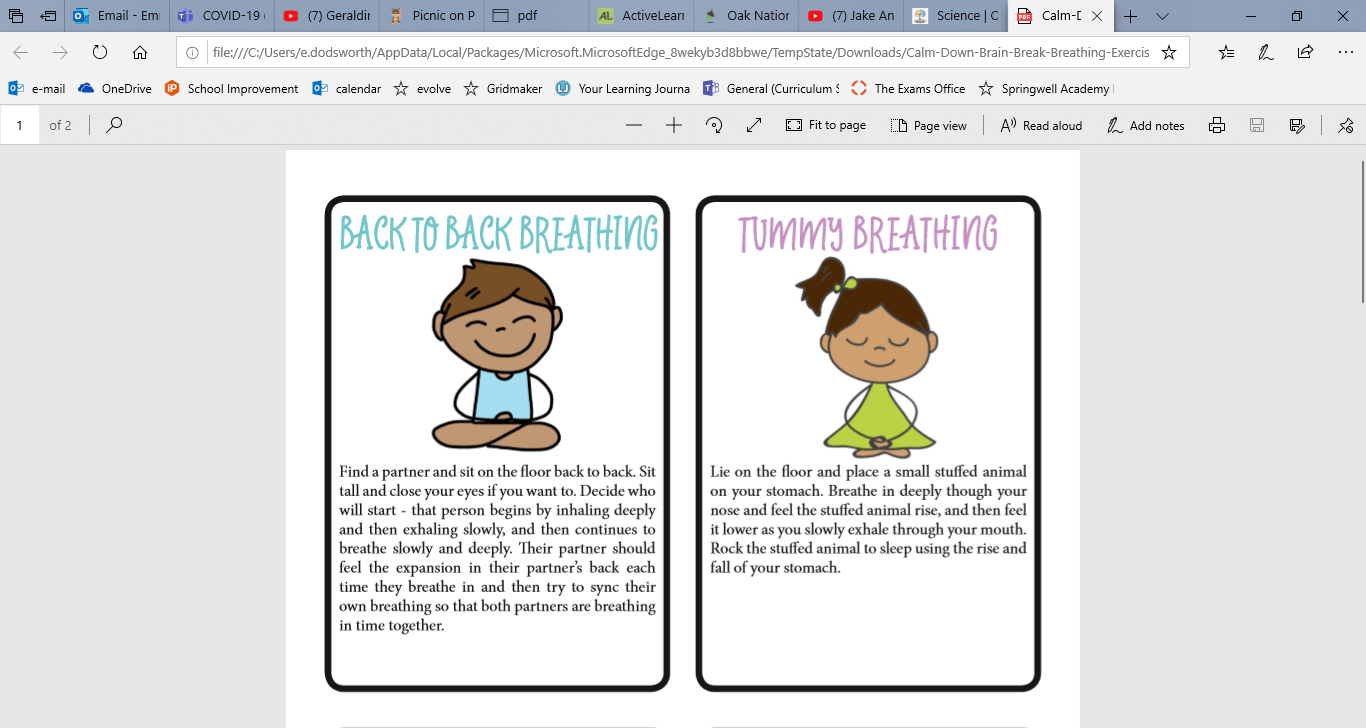 Email - Em
COVID-19
(7) Geraldin
Picnic on P
pdf
ActiveLearn
Oak Nation
(7) Jake An
Science | C
Calm-D
file:///C:/Users/e.dodsworth/AppData/Local/Packages/Microsoft.MicrosoftEdge_8wekyb3d8bbwe/TempState/Downloads/Calm-Down-Brain-Break-Breathing-Exercis
e-mail
OneDrive
School Improvement
calendar
evolve
Gridmaker
Your Learning Journa
General (Curriculum S
The Exams Office
Springwell Academy
1 of 2
Fit to page
Page view
Read aloud
Add notes
BACK TO BACK BREATHING
Find a partner and sit on the floor back to back. Sit
tall and close your eyes if you want to. Decide who
will start - that person begins by inhaling deeply
and then exhaling slowly, and then continues to
breathe slowly and deeply. Their partner should
feel the expansion in their partner's back each
time they breathe in and then try to sync their
own breathing so that both partners are breathing
in time together.
TUMMY BREATHING
Lie on the floor and place a small stuffed animal
on your stomach. Breathe in deeply though your
nose and feel the stuffed animal rise, and then feel
it lower as you slowly exhale through your mouth.
Rock the stuffed animal to sleep using the rise and
fall of your stomach.